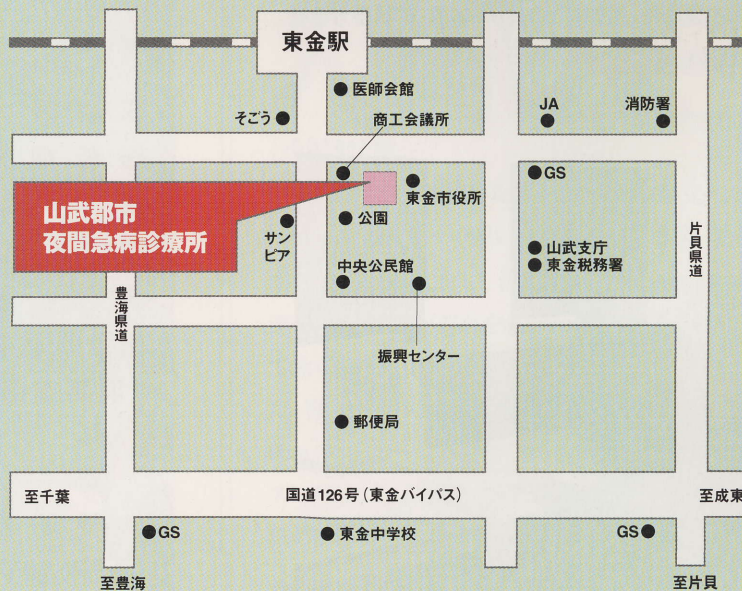 東金駅
医師会館
そごう
商工会議所
JA
消防署
GS
東金市役所
山武郡市
夜間急病診療所
公園
サン
ピア
山武支庁
東金税務署
片貝県道
中央公民館
豊海県道
振興センター
郵便局
至千葉
国道126号(東金バイパス)
至成東
GS
東金中学校
GS
至豊海
至片貝